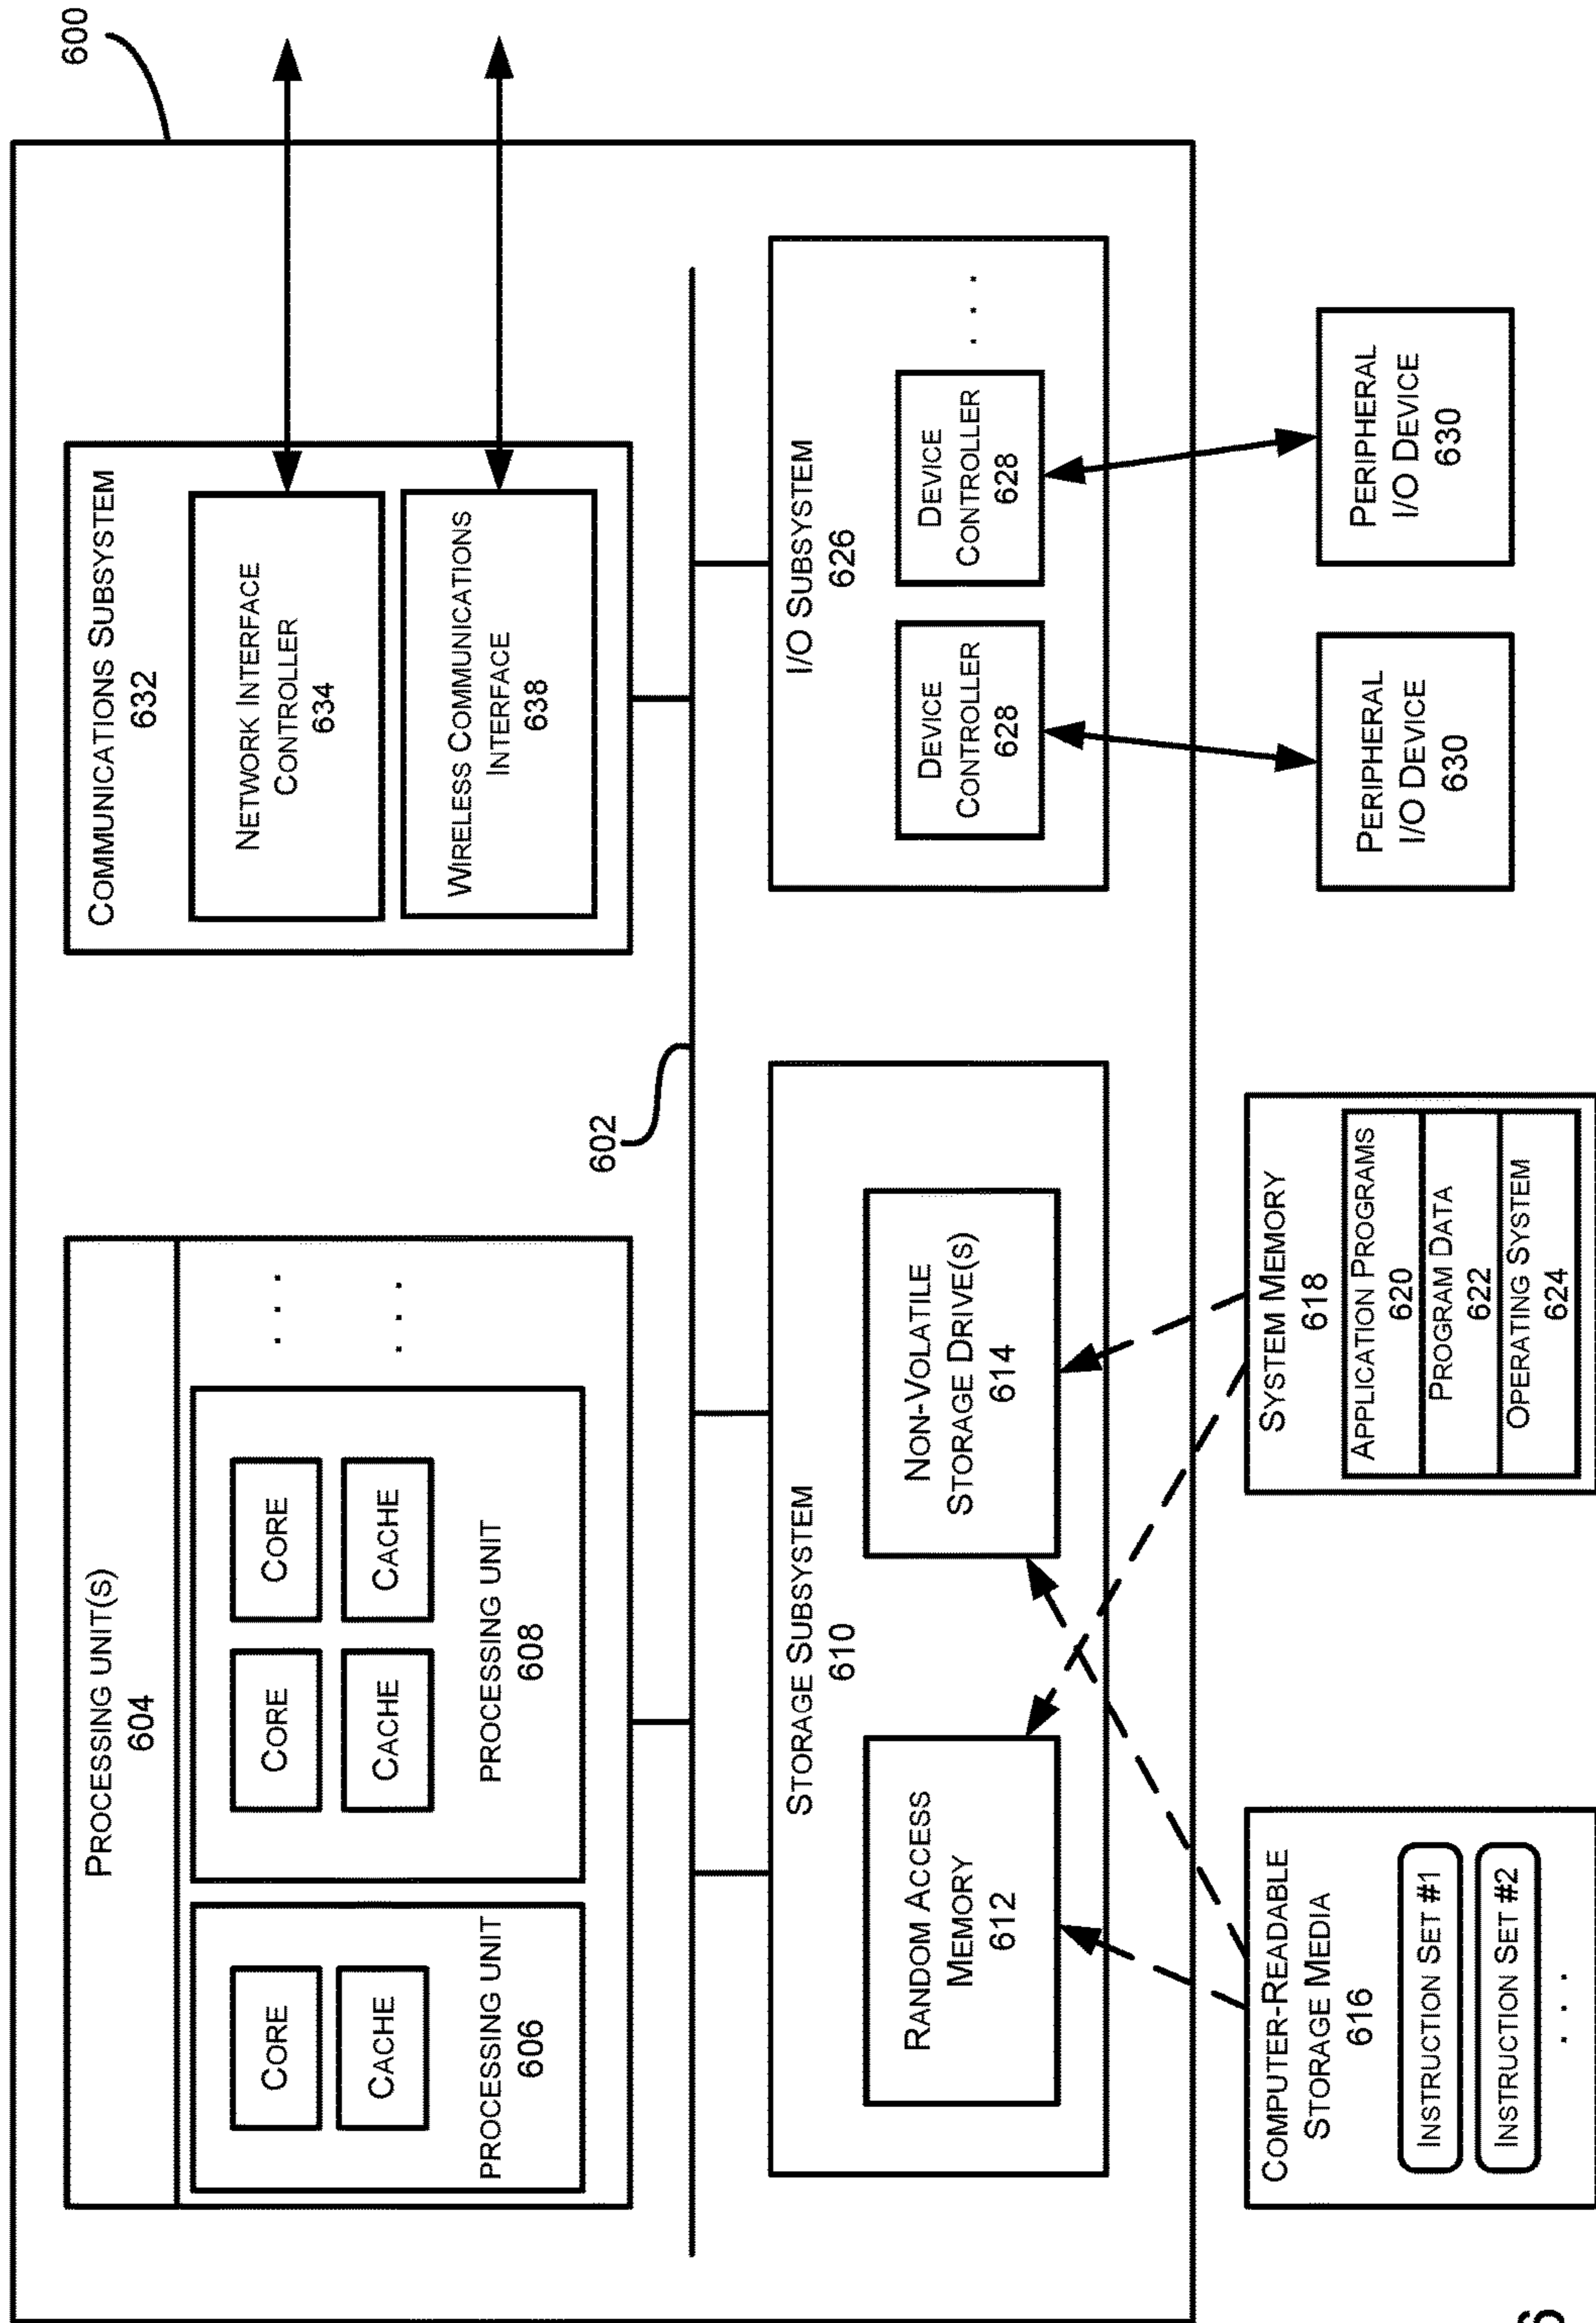 600
PROCESSING UNIT(S)
604
CORE
CACHE
PROCESSING UNIT
606
CORE
CORE
CACHE
CACHE
PROCESSING UNIT
608
. . .
. . .
COMMUNICATIONS SUBSYSTEM
632
NETWORK INTERFACE
CONTROLLER
634
WIRELESS COMMUNICATIONS
INTERFACE
638
602
STORAGE SUBSYSTEM
610
RANDOM ACCESS
MEMORY
612
NON-VOLATILE
STORAGE DRIVE(S)
614
I/O SUBSYSTEM
626
DEVICE
CONTROLLER
628
DEVICE
CONTROLLER
628
. . .
COMPUTER-READABLE
STORAGE MEDIA
616
INSTRUCTION SET #1
INSTRUCTION SET #2
. . .
SYSTEM MEMORY
618
APPLICATION PROGRAMS
620
PROGRAM DATA
622
OPERATING SYSTEM
624
PERIPHERAL
I/O DEVICE
630
PERIPHERAL
I/O DEVICE
630